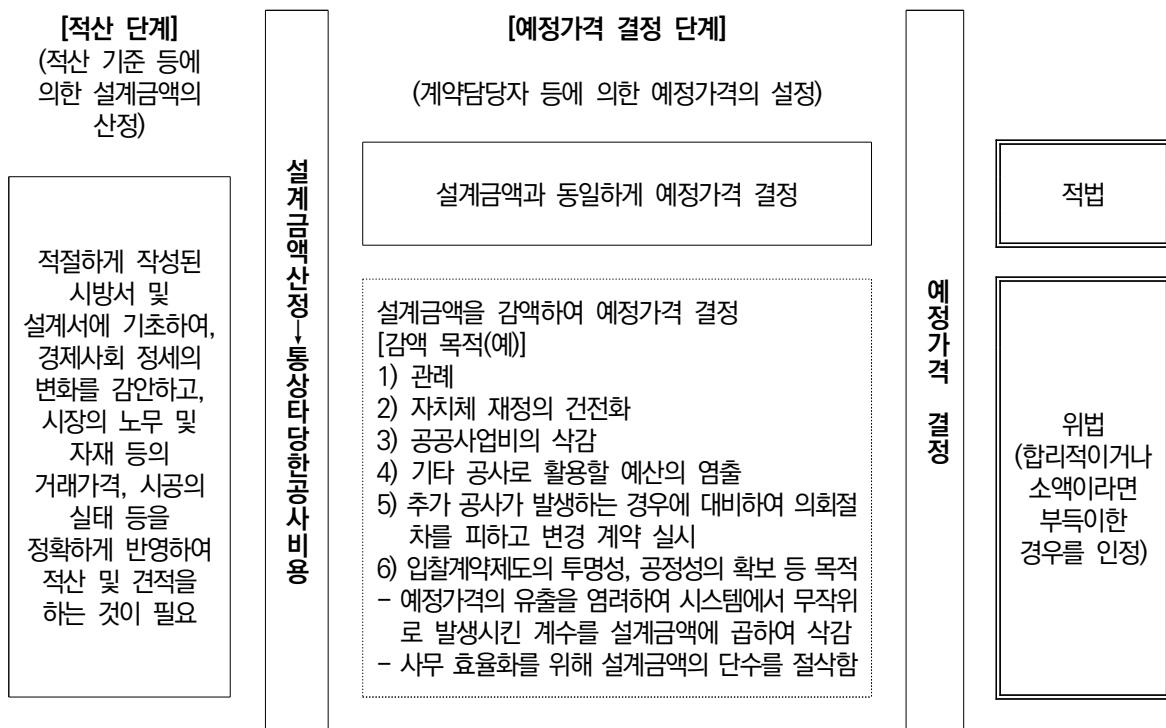 [적산 단계]
(적산 기준 등에
의한 설계금액의
산정)
적절하게 작성된
시방서 및
설계서에 기초하여,
경제사회 정세의
변화를 감안하고,
시장의 노무 및
자재 등의
거래가격, 시공의
실태 등을
정확하게 반영하여
적산 및 견적을
하는 것이 필요
설계금액산정→통상타당한공사비용
[예정가격 결정 단계]
(계약담당자 등에 의한 예정가격의 설정)
설계금액과 동일하게 예정가격 결정
설계금액을 감액하여 예정가격 결정
[감액 목적(예)]
1) 관례
2) 자치체 재정의 건전화
3) 공공사업비의 삭감
4) 기타 공사로 활용할 예산의 염출
5) 추가 공사가 발생하는 경우에 대비하여 의회절
차를 피하고 변경 계약 실시
6) 입찰계약제도의 투명성, 공정성의 확보 등 목적
- 예정가격의 유출을 염려하여 시스템에서 무작위
로 발생시킨 계수를 설계금액에 곱하여 삭감
- 사무 효율화를 위해 설계금액의 단수를 절삭함
예정가격 결정
적법
위법
(합리적이거나
소액이라면
부득이한
경우를 인정)